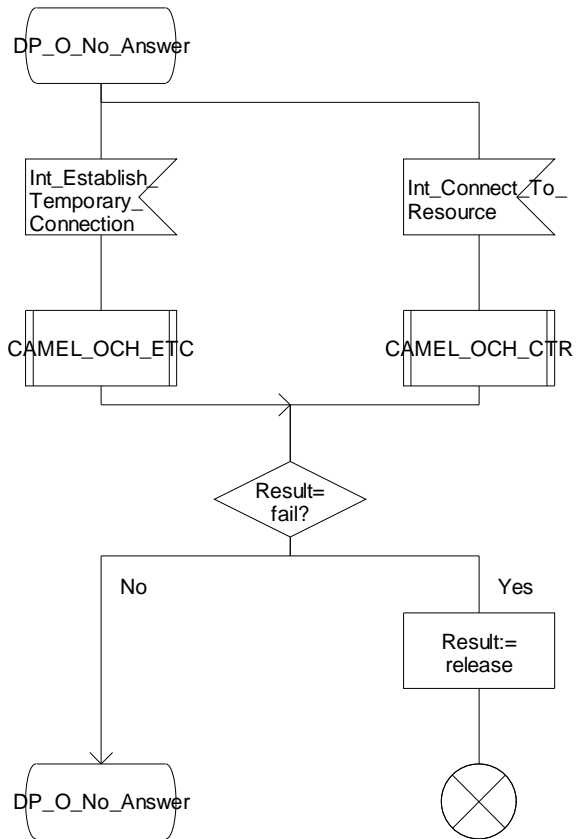 DP_O_No_Answer
Int_Establish_
Temporary_
Connection
Int_Connect_To_
Resource
CAMEL_OCH_ETC
CAMEL_OCH_CTR
Result=
fail?
No
Yes
Result:=
release
DP_O_No_Answer